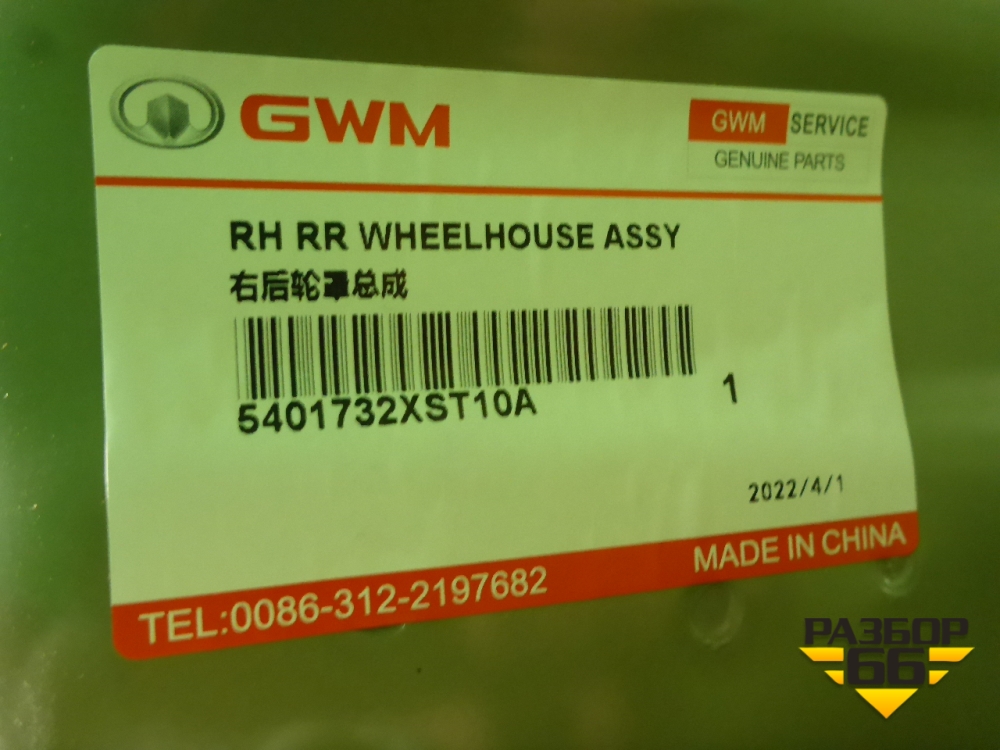 GWM
GWM SERVICE
GENUINE PARTS
RH RR WHEELHOUSE ASSY
右后轮罩总成
5401732XST10A
1
2022/4/1
MADE IN CHINA
TEL:0086-312-2197682
РАЗБОР
66